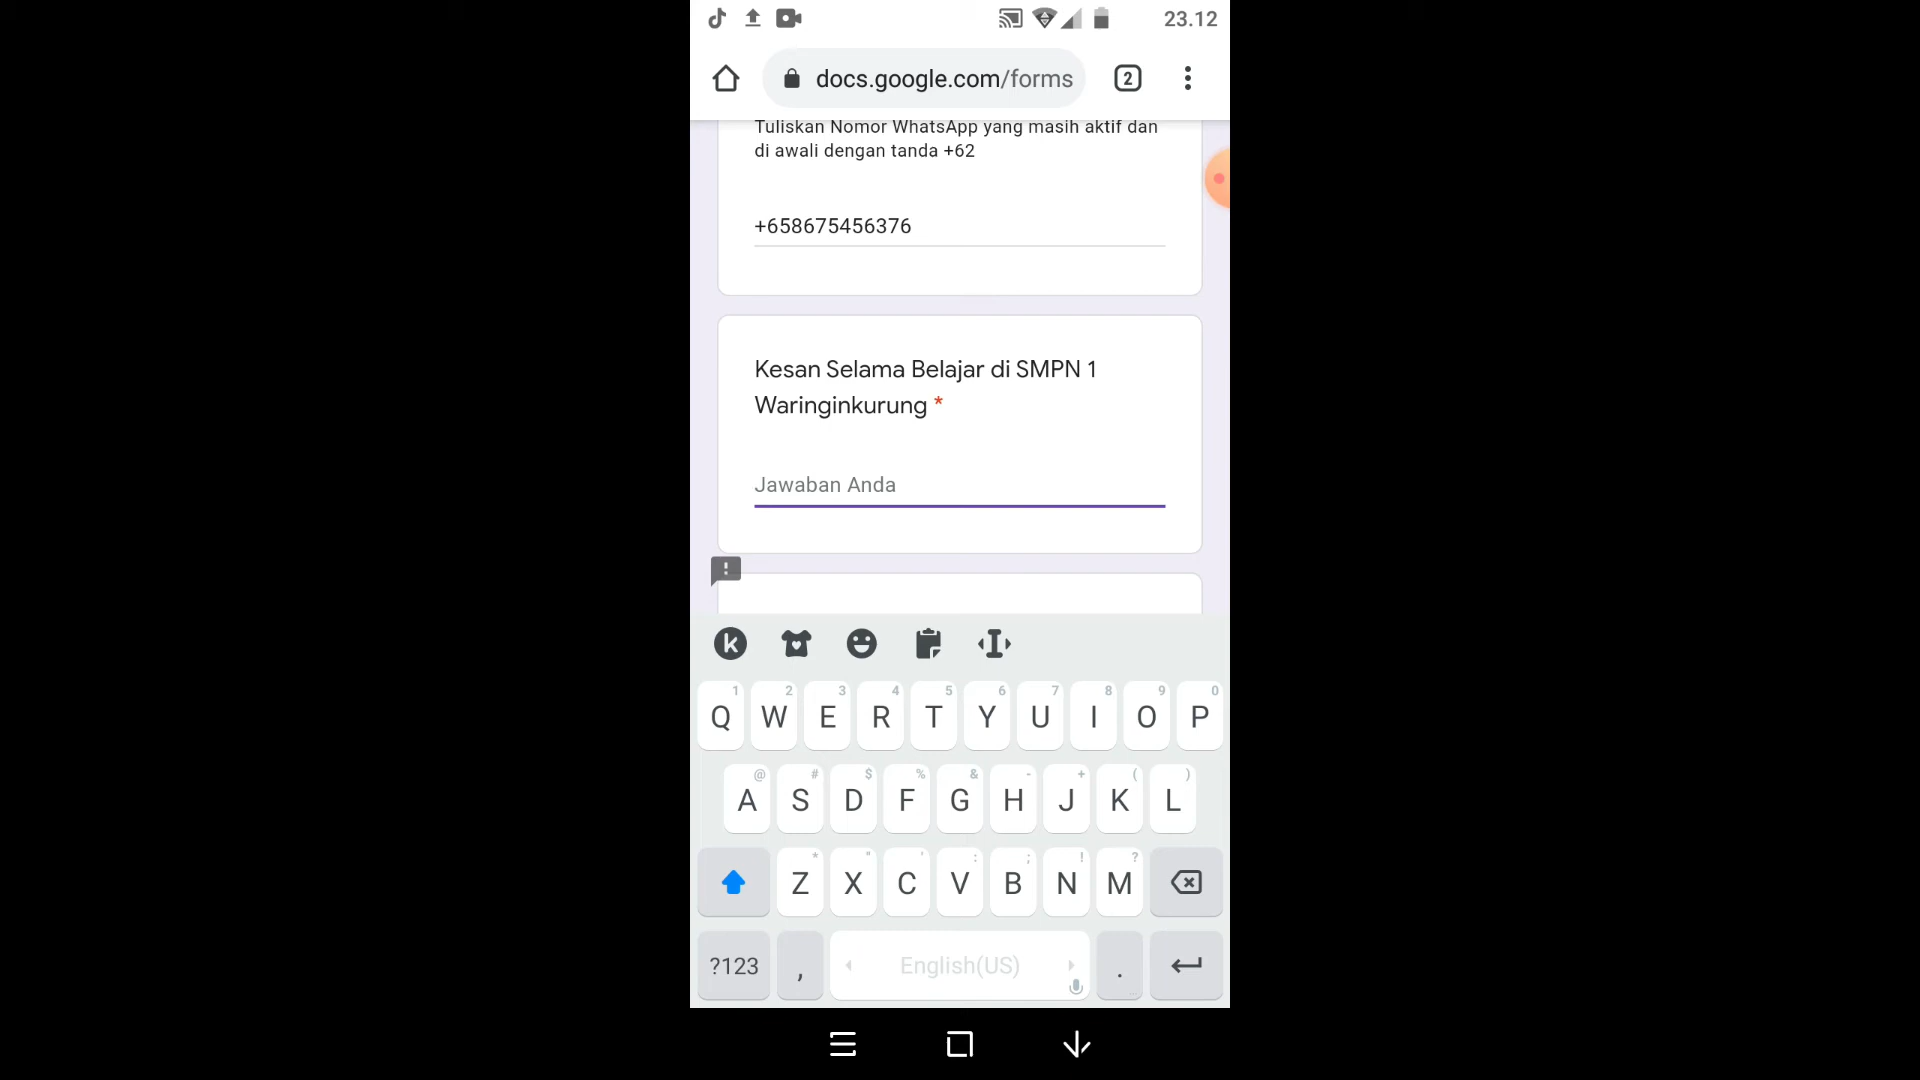 23.12
docs.google.com/forms
2
Tuliskan Nomor WhatsApp yang masih aktif dan
di awali dengan tanda +62
+658675456376
Kesan Selama Belajar di SMPN 1
Waringinkurung *
Jawaban Anda
!
k
1 2 3 4 5 6 7 8 9 0
Q W E R T Y U I O P
@ # $ % & - + ( )
A S D F G H J K L
* " ' : ; ! ?
Z X C V B N M
?123 , English(US) .